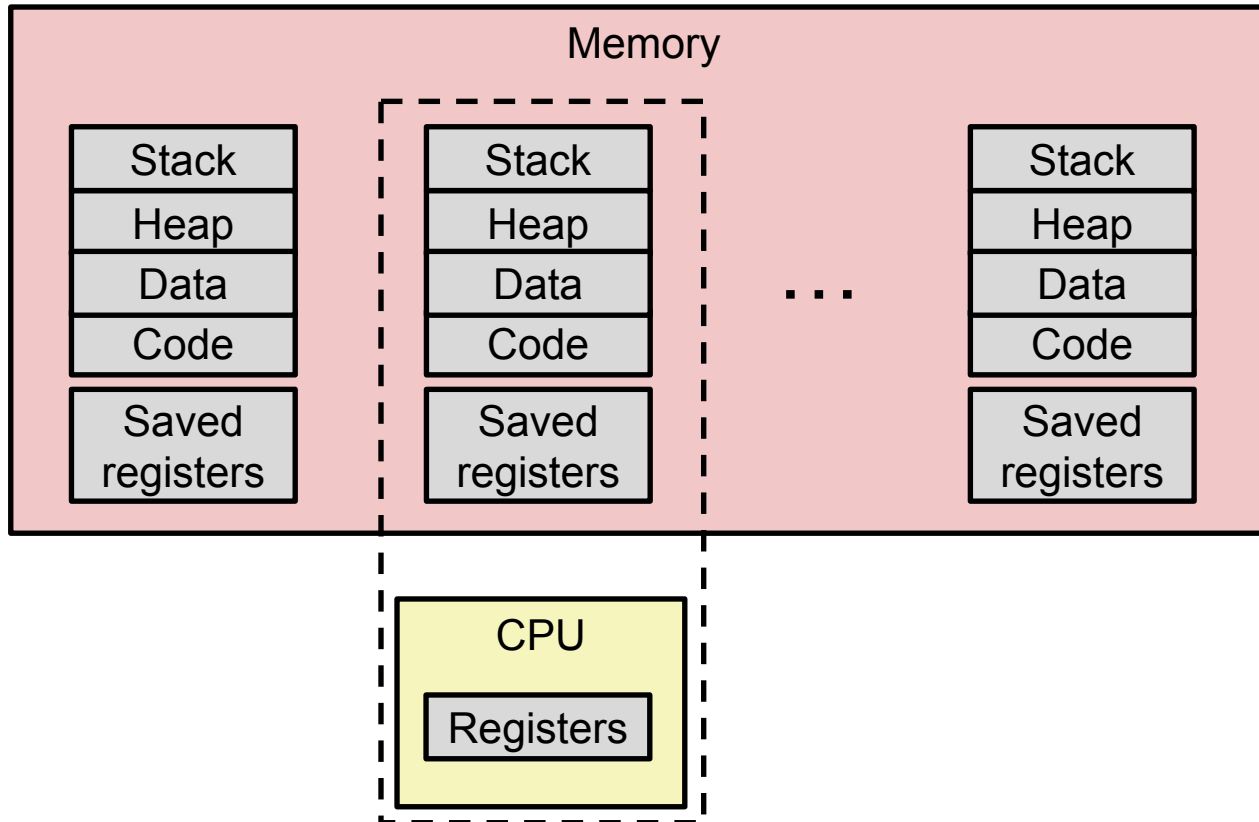 Memory
Stack
Heap
Data
Code
Saved
registers
Stack
Heap
Data
Code
Saved
registers
...
Stack
Heap
Data
Code
Saved
registers
CPU
Registers